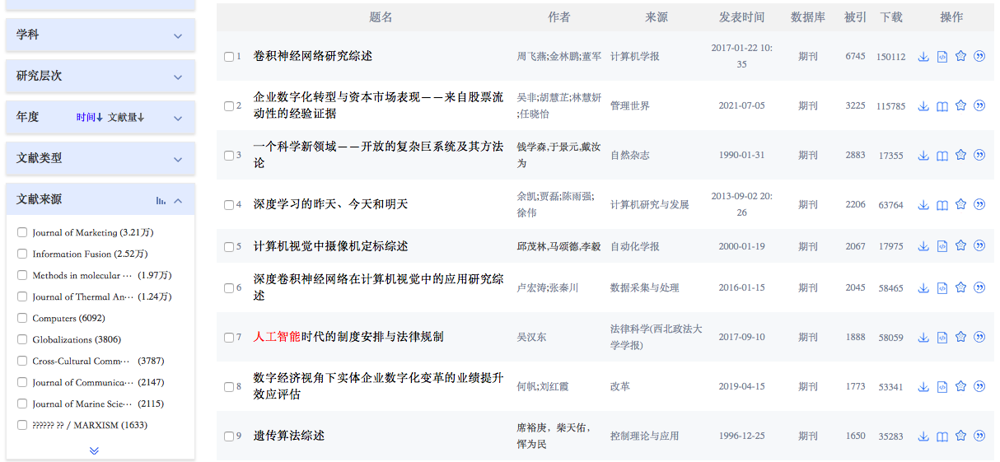 学科
研究层次
年度 时间 文献量
文献类型
文献来源
Journal of Marketing (3.21万)
Information Fusion (2.52万)
Methods in molecular ··· (1.97万)
Journal of Thermal An··· (1.24万)
Computers (6092)
Globalizations (3806)
Cross-Cultural Comm··· (3787)
Journal of Communica··· (2147)
Journal of Marine Scie··· (2115)
?????? ?? / MARXISM (1633)
题名 作者 来源 发表时间 数据库 被引 下载 操作
1 卷积神经网络研究综述 周飞燕;金林鹏;董军 计算机学报 2017-01-22 10:
35 期刊 6745 150112
2 企业数字化转型与资本市场表现——来自股票流
动性的经验证据 吴非;胡慧芷;林慧妍
;任晓怡 管理世界 2021-07-05 期刊 3225 115785
3 一个科学新领域——开放的复杂巨系统及其方法
论 钱学森,于景元,戴汝
为 自然杂志 1990-01-31 期刊 2883 17355
4 深度学习的昨天、今天和明天 余凯;贾磊;陈雨强;
徐伟 计算机研究与发展 2013-09-02 20:
26 期刊 2206 63764
5 计算机视觉中摄像机定标综述 邱茂林,马颂德,李毅 自动化学报 2000-01-19 期刊 2067 17975
6 深度卷积神经网络在计算机视觉中的应用研究综
述 卢宏涛;张秦川 数据采集与处理 2016-01-15 期刊 2045 58465
7 人工智能时代的制度安排与法律规制 吴汉东 法律科学(西北政法大
学学报) 2017-09-10 期刊 1888 58059
8 数字经济视角下实体企业数字化变革的业绩提升
效应评估 何帆;刘红霞 改革 2019-04-15 期刊 1773 53341
9 遗传算法综述 席裕庚，柴天佑，
恽为民 控制理论与应用 1996-12-25 期刊 1650 35283